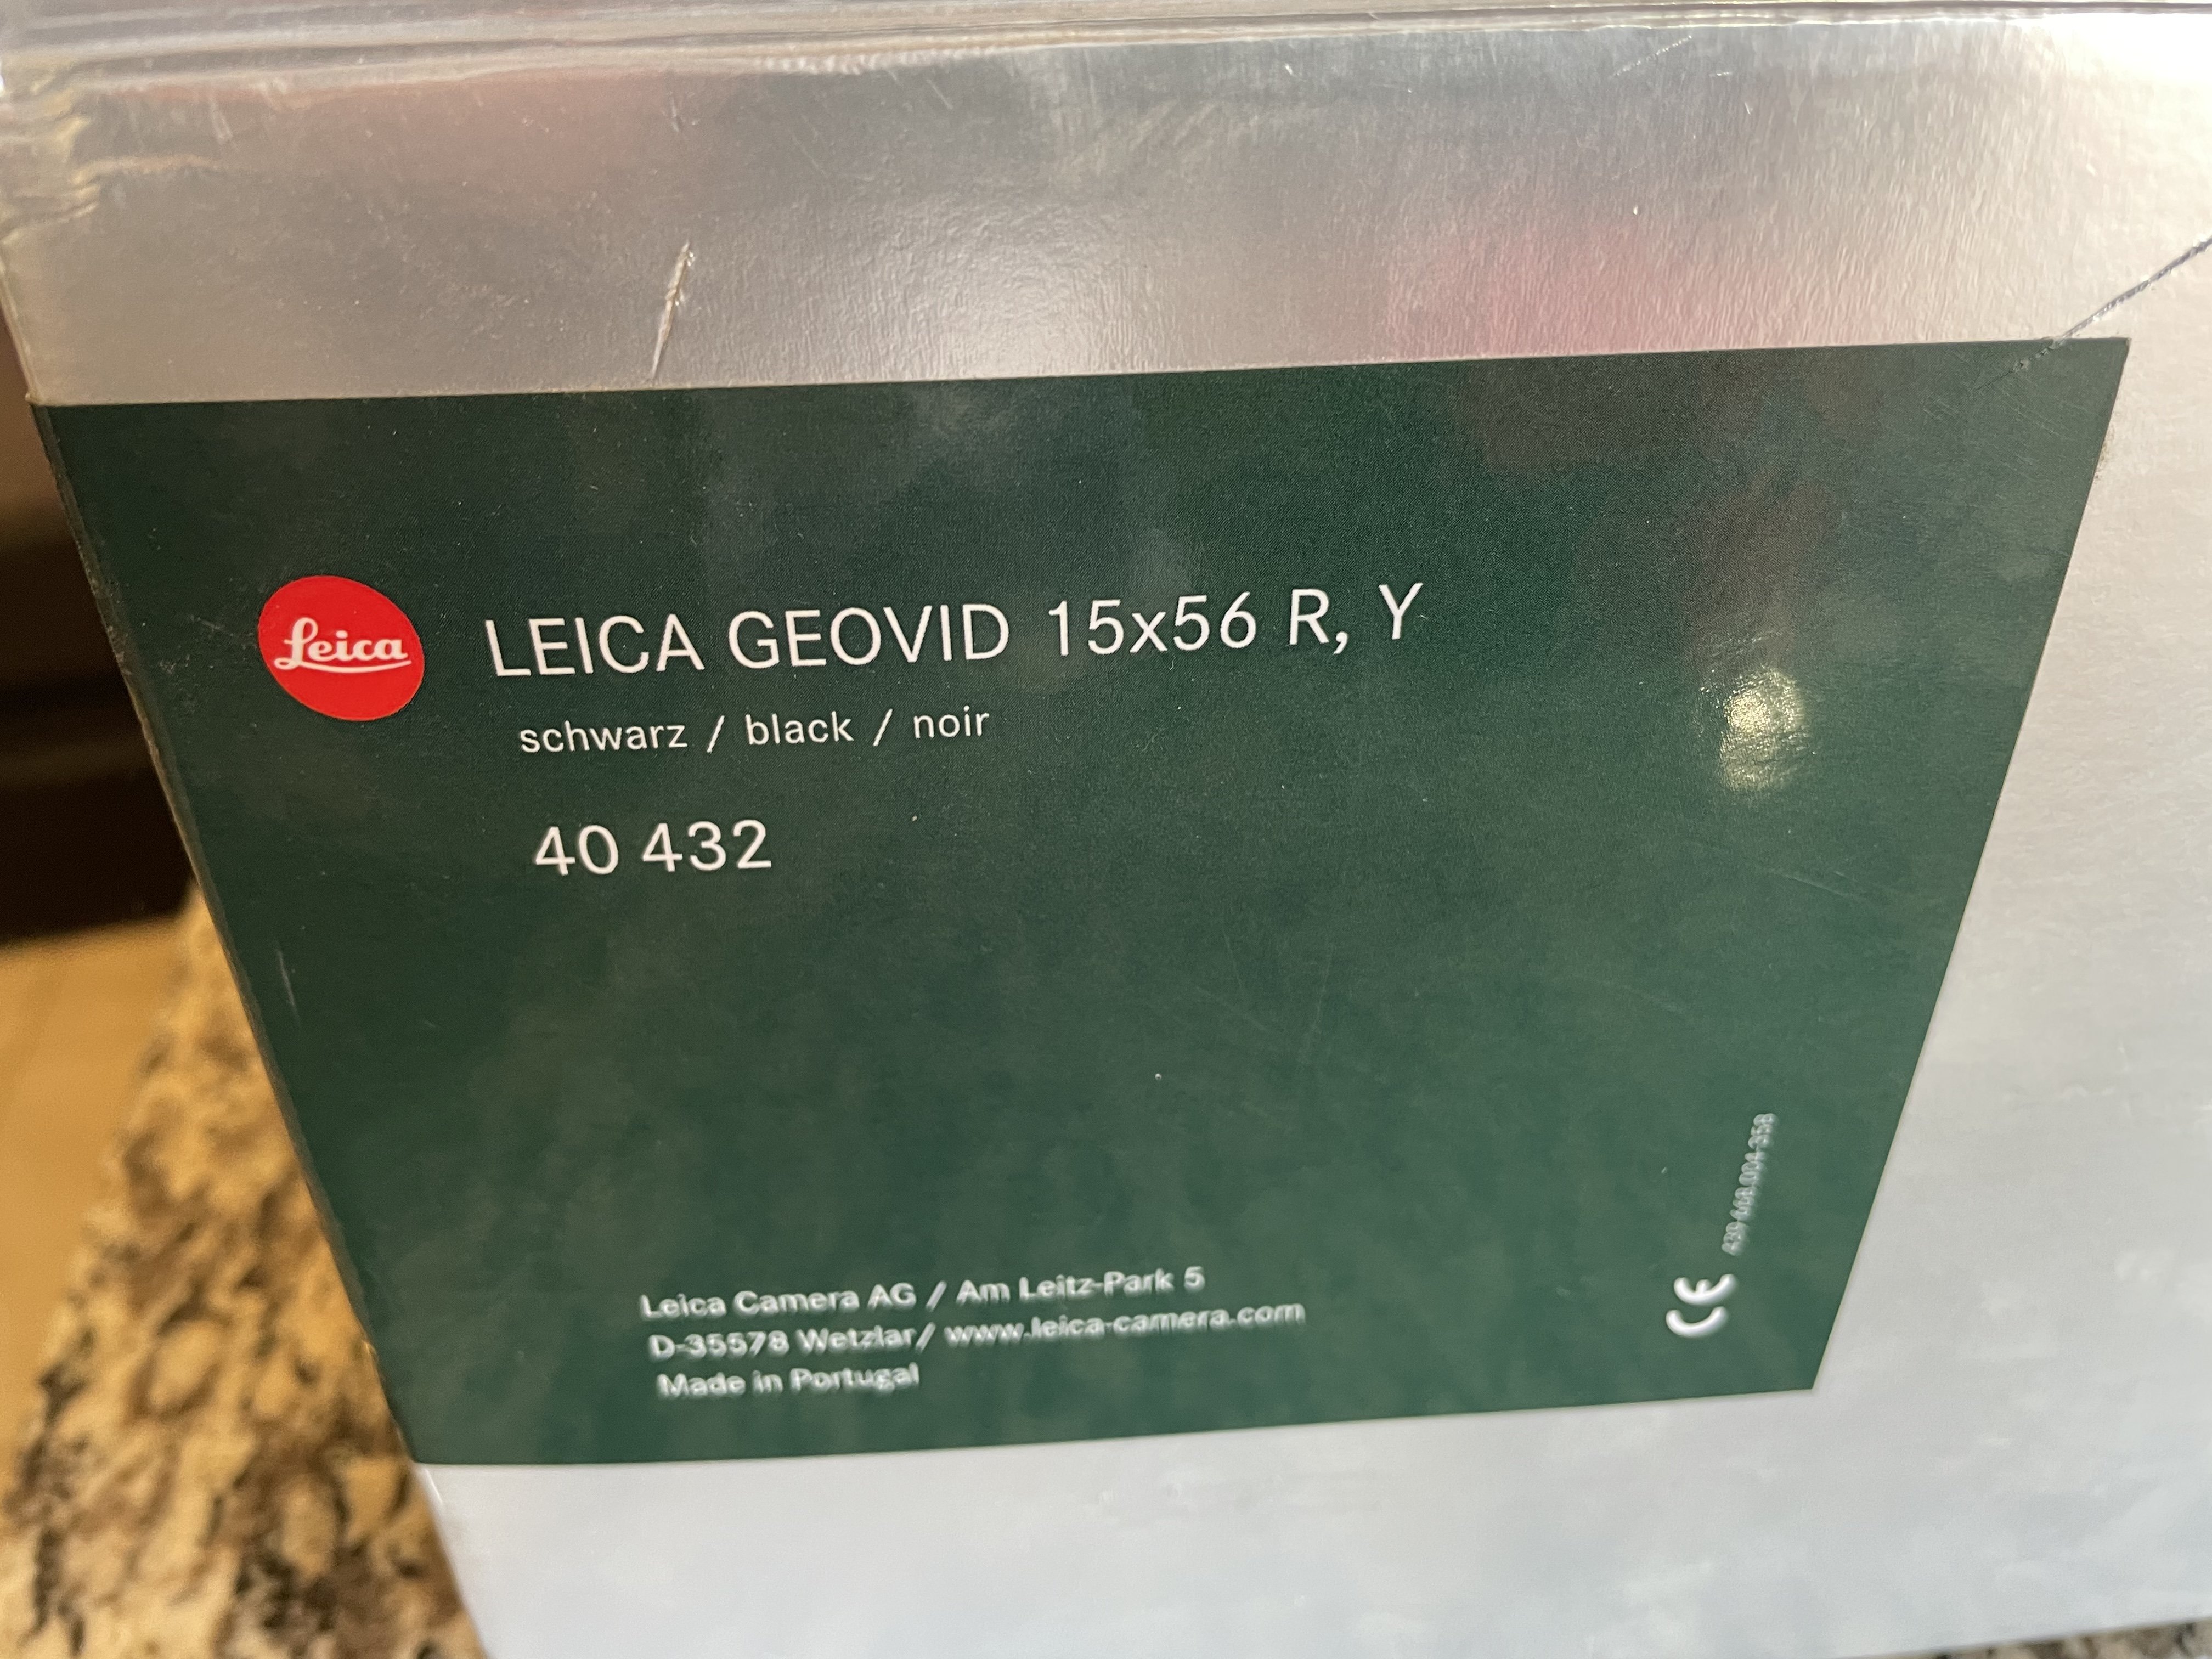 Leica
LEICA GEOVID 15x56 R, Y
schwarz / black / noir
40 432
Leica Camera AG / Am Leitz-Park 5
D-35578 Wetzlar/ www.leica-camera.com
Made in Portugal
CE